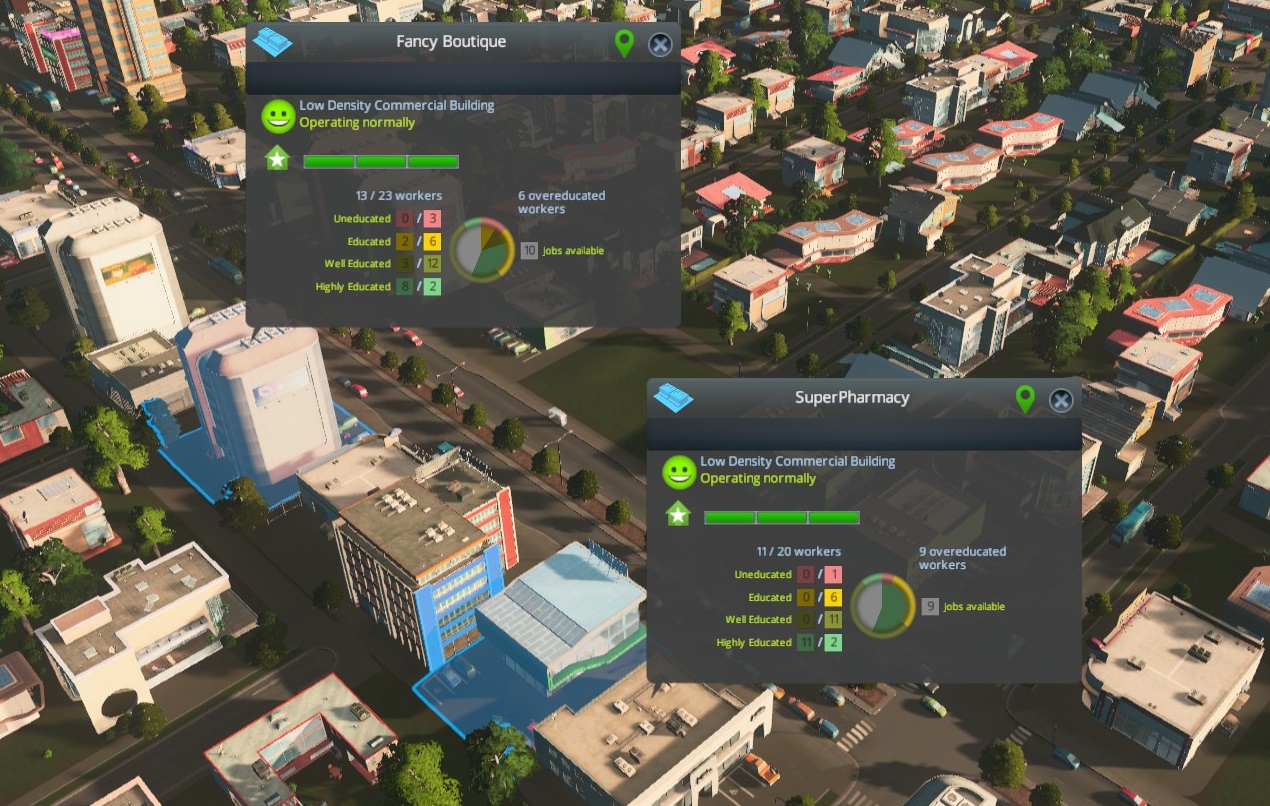 Fancy Boutique
Low Density Commercial Building
Operating normally
13 / 23 workers
6 overeducated
workers
Uneducated 0 / 3
Educated 2 / 6
Well Educated 3 / 12
Highly Educated 8 / 2
10 Jobs available
SuperPharmacy
Low Density Commercial Building
Operating normally
11 / 20 workers
9 overeducated
workers
Uneducated 0 / 1
Educated 0 / 6
Well Educated 0 / 11
Highly Educated 11 / 2
9 Jobs available